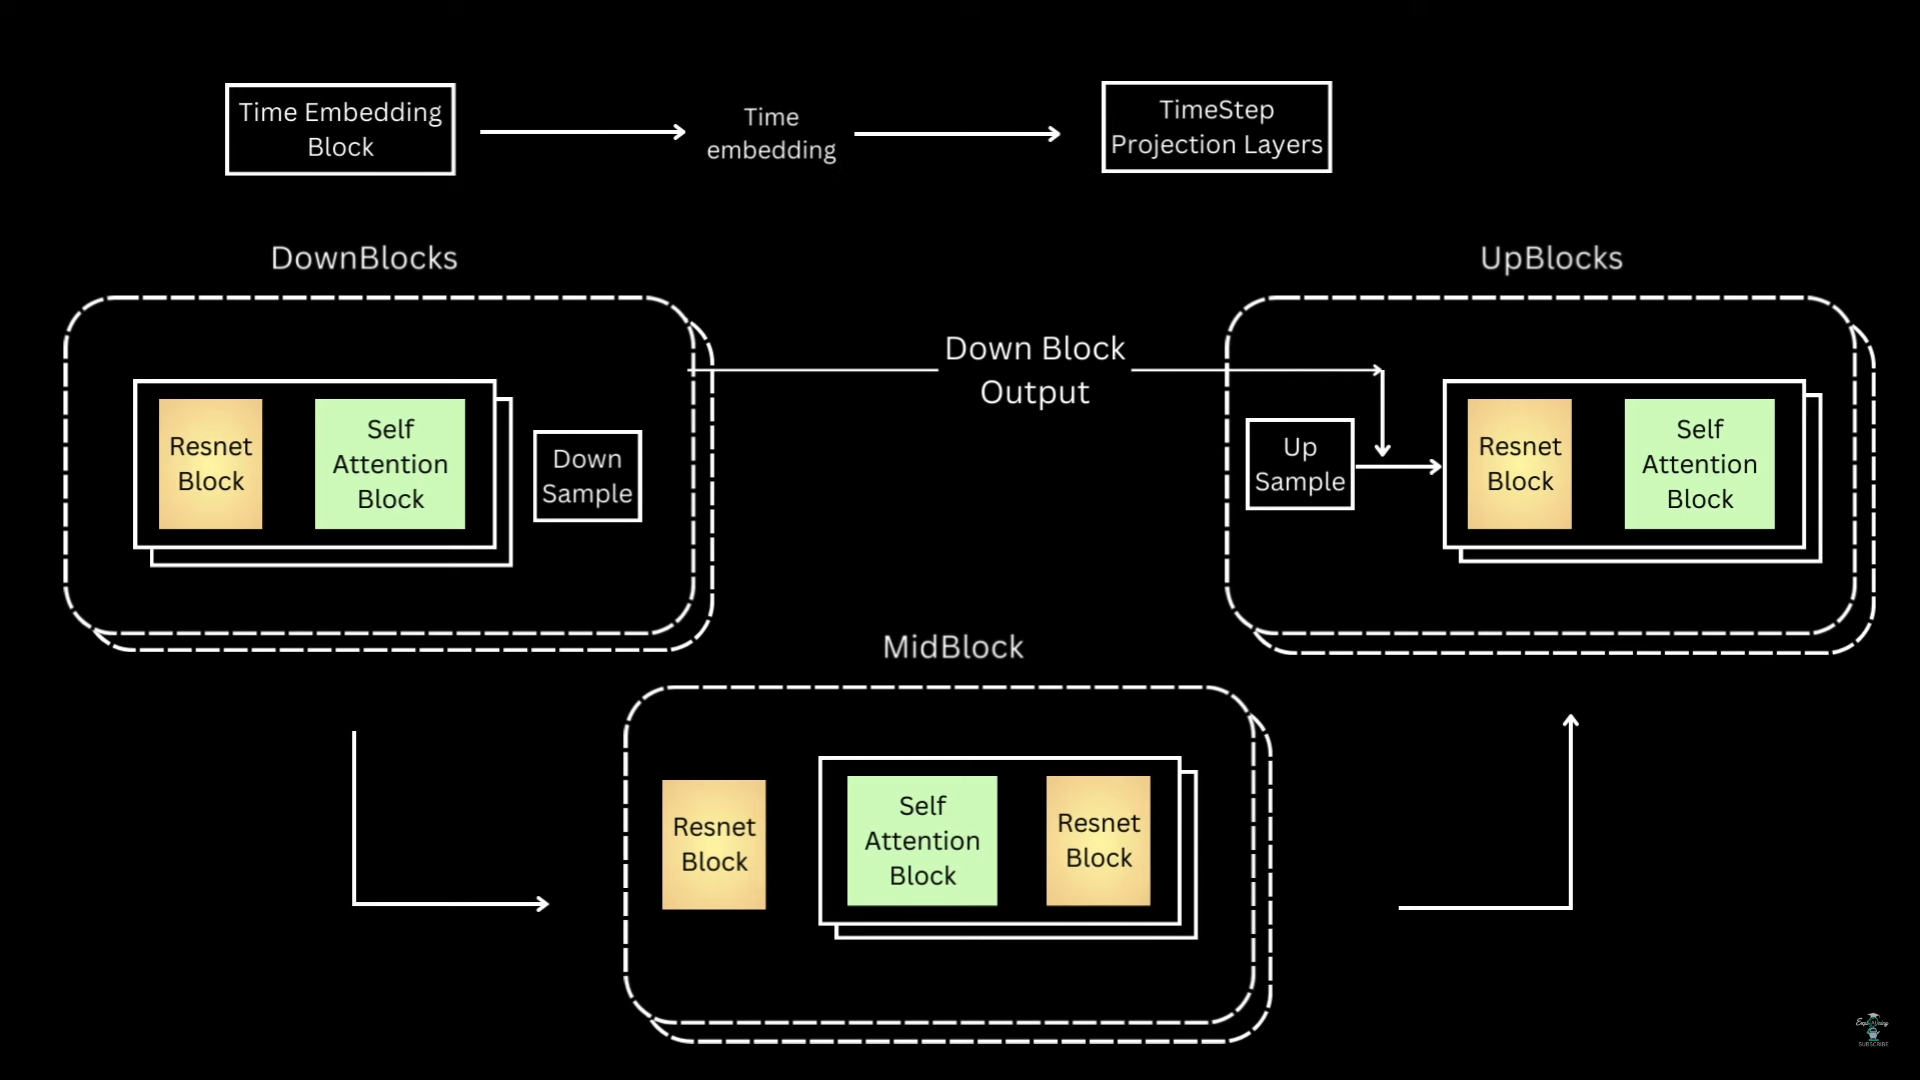 Time Embedding
Block
Time
embedding
TimeStep
Projection Layers
DownBlocks
UpBlocks
Down Block
Output
Resnet
Block
Self
Attention
Block
Down
Sample
Up
Sample
Resnet
Block
Self
Attention
Block
MidBlock
Resnet
Block
Self
Attention
Block
Resnet
Block
SUBSCRIBE